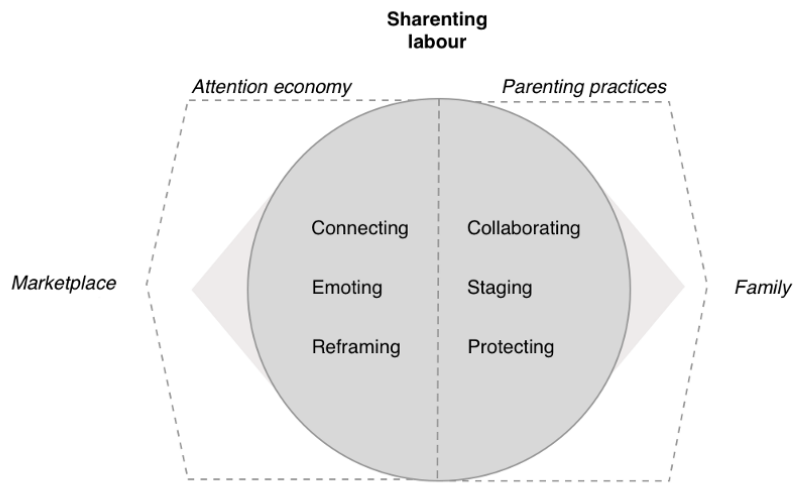 Sharenting
labour
Attention economy
Parenting practices
Connecting
Collaborating
Marketplace
Emoting
Staging
Family
Reframing
Protecting